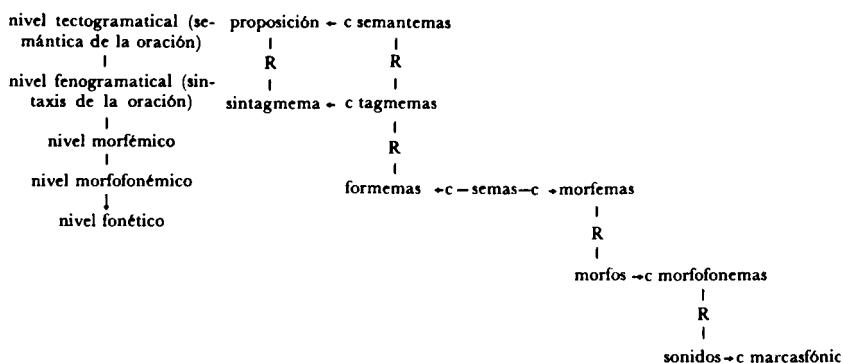 nivel tectogramatical (se-
mántica de la oración)
proposición ← c semantemas
R R
nivel fenogramatical (sin-
taxis de la oración)
sintagmema ← c tagmemas
R
nivel morfémico
nivel morfofonémico
formemas ←c—semas—c →morfemas
R
nivel fonético
morfos →c morfofonemas
R
sonidos→c marcasfónic